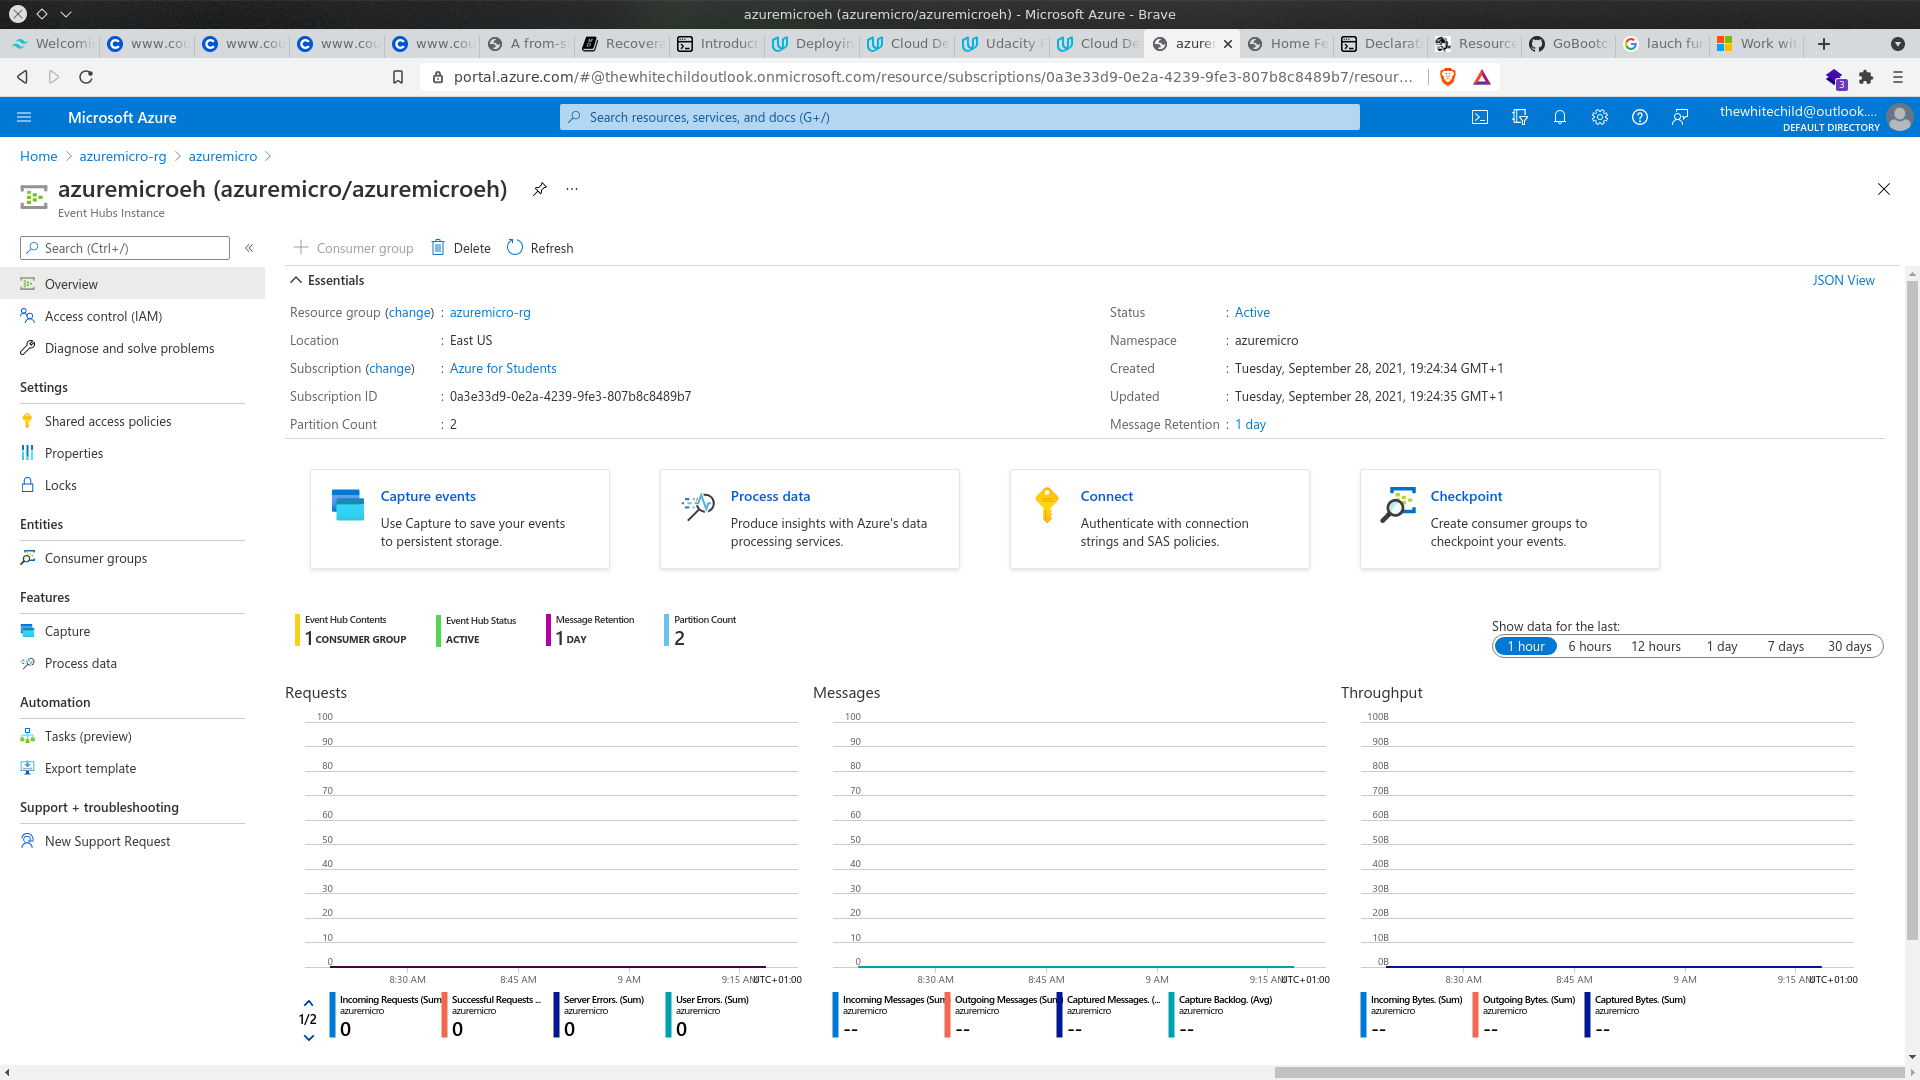 azuremicroeh (azuremicro/azuremicroeh) - Microsoft Azure - Brave
Welcomin www.cou www.cou www.cou www.cou A from-s Recovera Introduct Deployin Cloud De Udacity Cloud De azurem Home Fe Declarat Resource GoBootc lauch fun Work wit
portal.azure.com/#@thewhitechildoutlook.onmicrosoft.com/resource/subscriptions/0a3e33d9-0e2a-4239-9fe3-807b8c8489b7/resour...
3
Microsoft Azure
Search resources, services, and docs (G+/)
thewhitechild@outlook....
DEFAULT DIRECTORY
Home > azuremicro-rg > azuremicro >
azuremicroeh (azuremicro/azuremicroeh)
...
Event Hubs Instance
Search (Ctrl+/)
«
Overview
Access control (IAM)
Diagnose and solve problems
Settings
Shared access policies
Properties
Locks
Entities
Consumer groups
Features
Capture
Process data
Automation
Tasks (preview)
Export template
Support + troubleshooting
New Support Request
Consumer group Delete Refresh
Essentials JSON View
Resource group (change) : azuremicro-rg
Location : East US
Subscription (change) : Azure for Students
Subscription ID : 0a3e33d9-0e2a-4239-9fe3-807b8c8489b7
Partition Count : 2
Status : Active
Namespace : azuremicro
Created : Tuesday, September 28, 2021, 19:24:34 GMT+1
Updated : Tuesday, September 28, 2021, 19:24:35 GMT+1
Message Retention : 1 day
Capture events
Use Capture to save your events
to persistent storage.
Process data
Produce insights with Azure's data
processing services.
Connect
Authenticate with connection
strings and SAS policies.
Checkpoint
Create consumer groups to
checkpoint your events.
Event Hub Contents
1 CONSUMER GROUP
Event Hub Status
ACTIVE
Message Retention
1 DAY
Partition Count
2
Show data for the last:
1 hour 6 hours 12 hours 1 day 7 days 30 days
Requests
100
90
80
70
60
50
40
30
20
10
0
8:30 AM 8:45 AM 9 AM 9:15 AM UTC+01:00
1/2
Incoming Requests (Sum
azuremicro
0
Successful Requests ...
azuremicro
0
Server Errors. (Sum)
azuremicro
0
User Errors. (Sum)
azuremicro
0
Messages
100
90
80
70
60
50
40
30
20
10
0
8:30 AM 8:45 AM 9 AM 9:15 AM UTC+01:00
Incoming Messages (Sum
azuremicro
--
Outgoing Messages (Sum
azuremicro
--
Captured Messages. (...
azuremicro
--
Capture Backlog. (Avg)
azuremicro
--
Throughput
100B
90B
80B
70B
60B
50B
40B
30B
20B
10B
0B
8:30 AM 8:45 AM 9 AM 9:15 AM UTC+01:00
Incoming Bytes. (Sum)
azuremicro
--
Outgoing Bytes. (Sum)
azuremicro
--
Captured Bytes. (Sum)
azuremicro
--